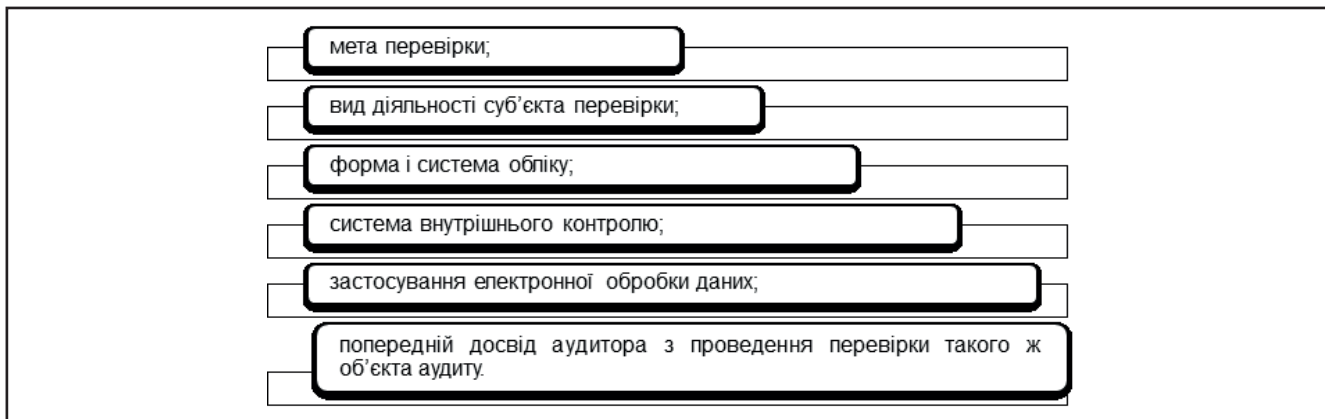 мета перевірки;
вид діяльності суб’єкта перевірки;
форма і система обліку;
система внутрішнього контролю;
застосування електронної обробки даних;
попередній досвід аудитора з проведення перевірки такого ж
об’єкта аудиту.